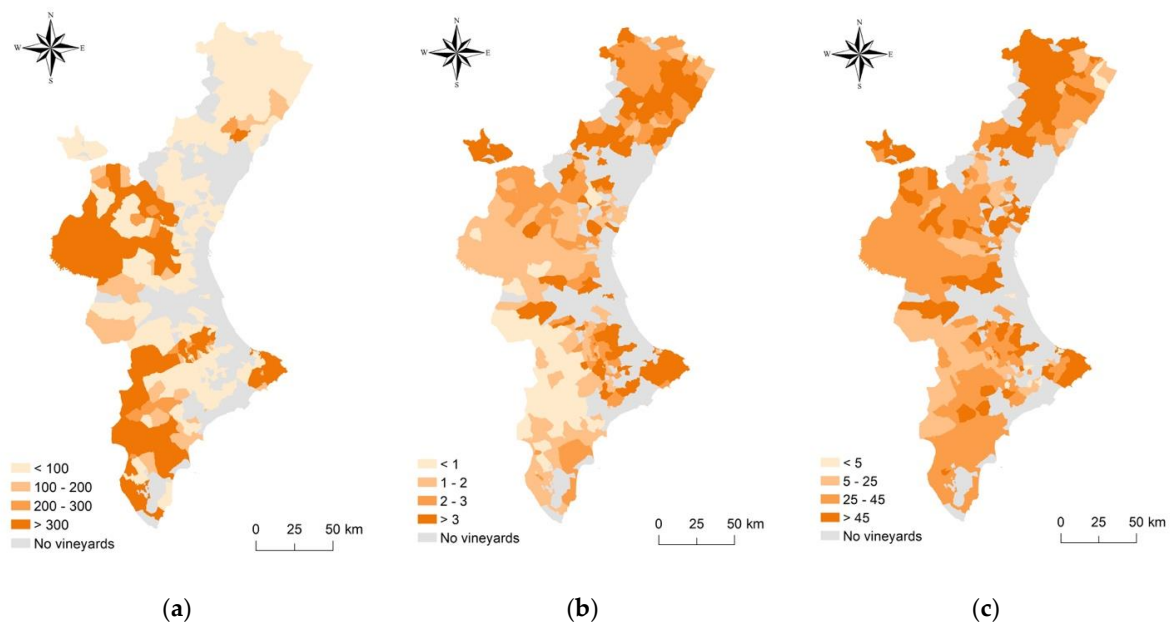 N
W E
S
< 100
100 - 200
200 - 300
> 300
No vineyards
0 25 50 km
(a)
N
W E
S
< 1
1 - 2
2 - 3
> 3
No vineyards
0 25 50 km
(b)
N
W E
S
< 5
5 - 25
25 - 45
> 45
No vineyards
0 25 50 km
(c)